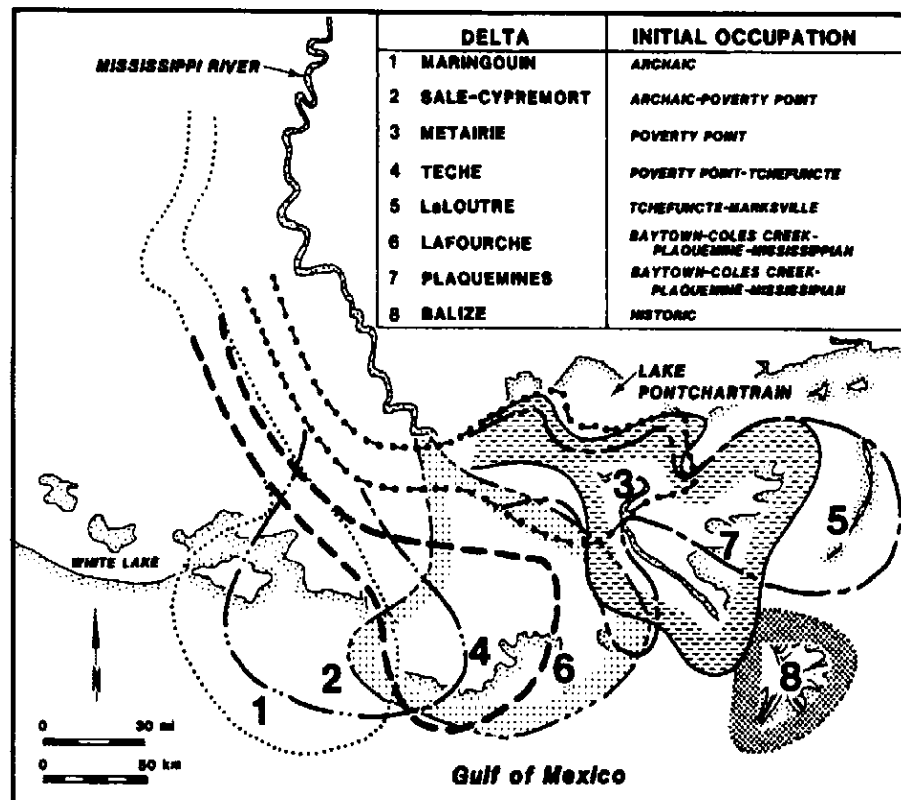 DELTA INITIAL OCCUPATION
1 MARINGOUIN ARCHAIC
2 SALE-CYPREMORT ARCHAIC-POVERTY POINT
3 METAIRIE POVERTY POINT
4 TECHE POVERTY POINT-TCHEFUNCTE
5 LaLOUTRE TCHEFUNCTE-MARKSVILLE
6 LAFOURCHE BAYTOWN-COLES CREEK-
PLAQUEMINE-MISSISSIPPIAN
7 PLAQUEMINES BAYTOWN-COLES CREEK-
PLAQUEMINE-MISSISSIPIAN
8 BALIZE HISTORIC
MISSISSIPPI RIVER
LAKE
PONTCHARTRAIN
3
5
7
WHITE LAKE
4
2
6
8
1
0 30 mi
0 50 km
Gulf of Mexico